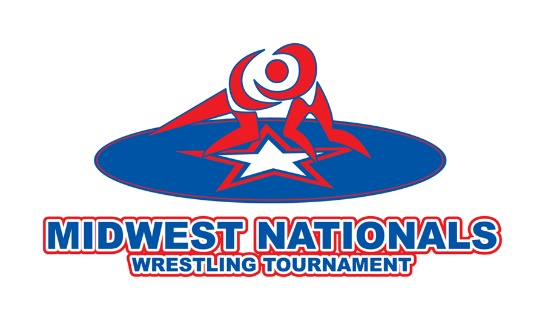 MIDWEST NATIONALS
WRESTLING TOURNAMENT